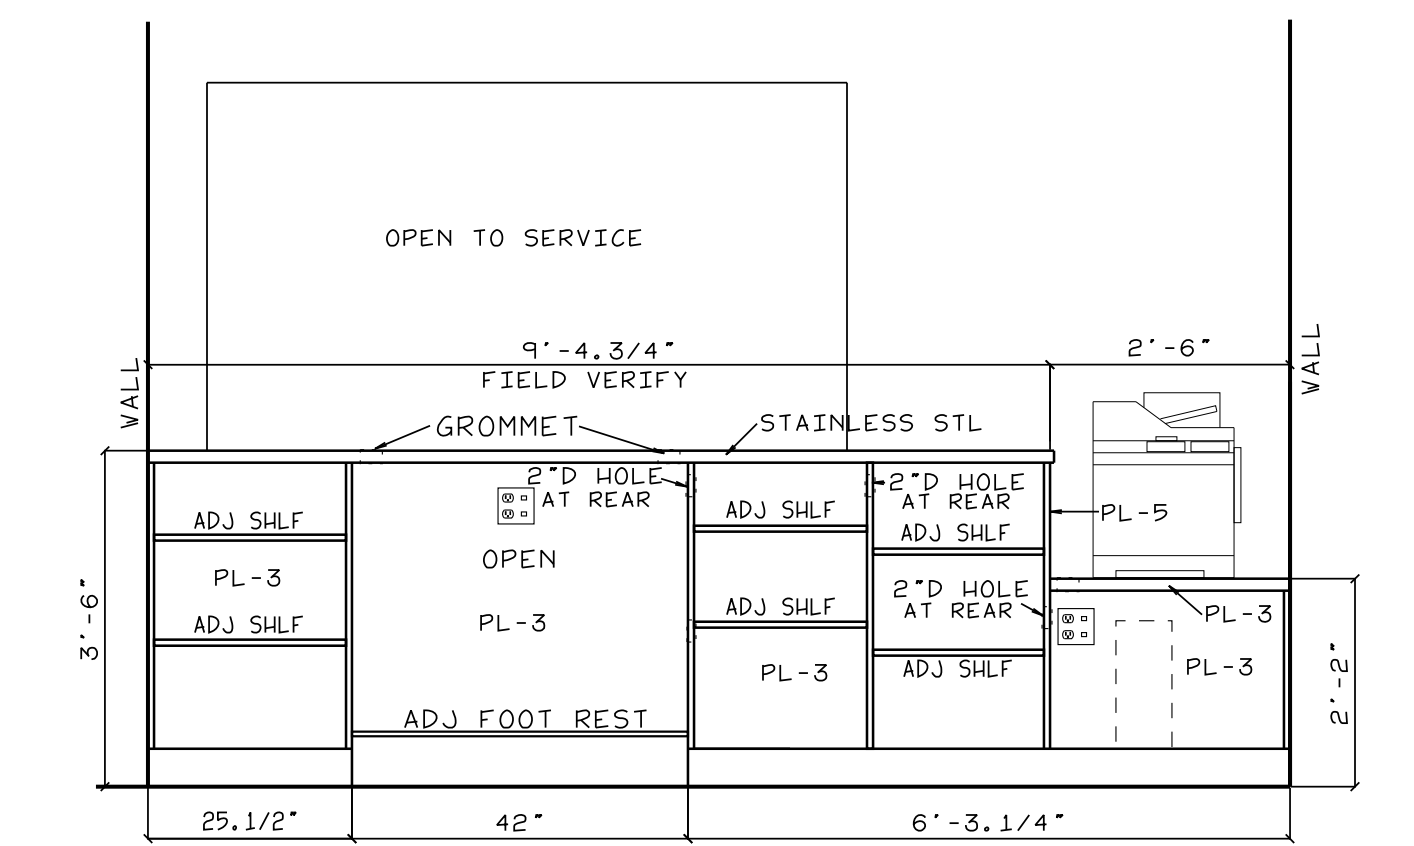 OPEN TO SERVICE
9'-4.3/4"
2'-6"
FIELD VERIFY
WALL
WALL
GROMMET
STAINLESS STL
2"D HOLE
AT REAR
2"D HOLE
AT REAR
ADJ SHLF
ADJ SHLF
ADJ SHLF
PL-5
OPEN
PL-3
2"D HOLE
AT REAR
ADJ SHLF
ADJ SHLF
PL-3
PL-3
3'-6"
PL-3
PL-3
ADJ SHLF
2'-2"
ADJ FOOT REST
25.1/2"
42"
6'-3.1/4"